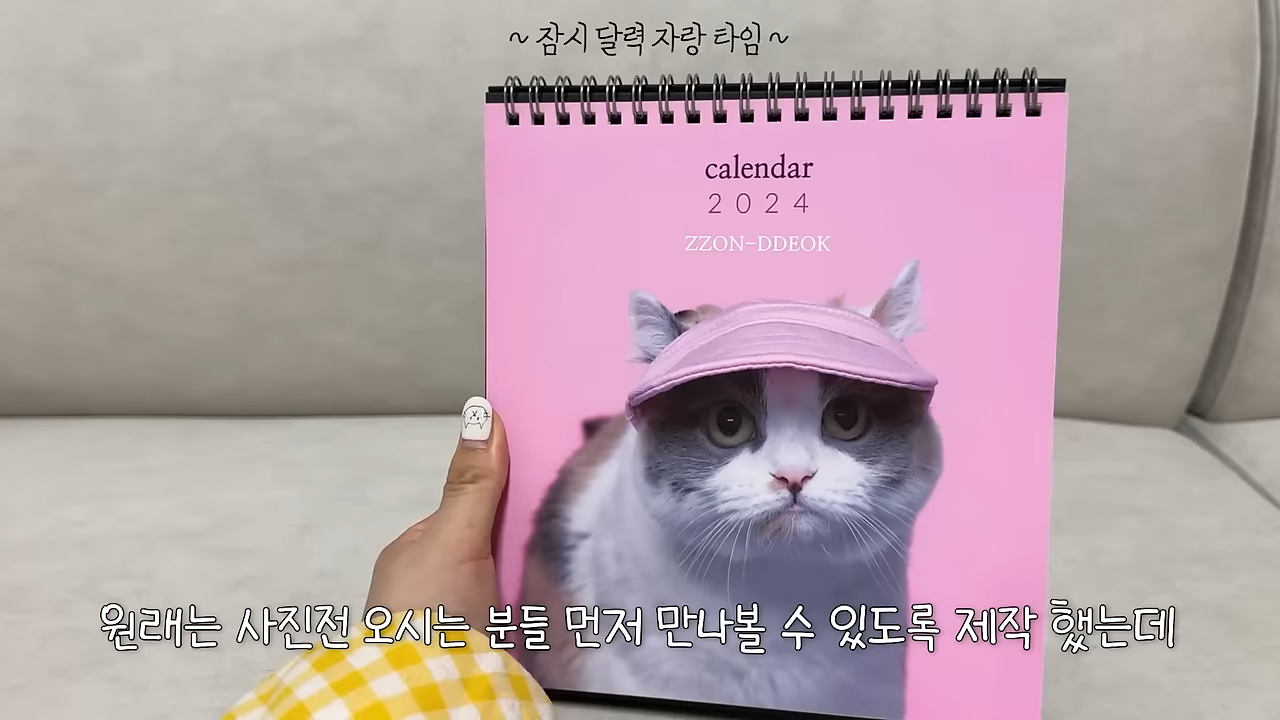 ~ 잠시 달력 자랑 타임 ~
calendar
2024
ZZON-DDEOK
원래는 사진전 오시는 분들 먼저 만나볼 수 있도록 제작 했는데